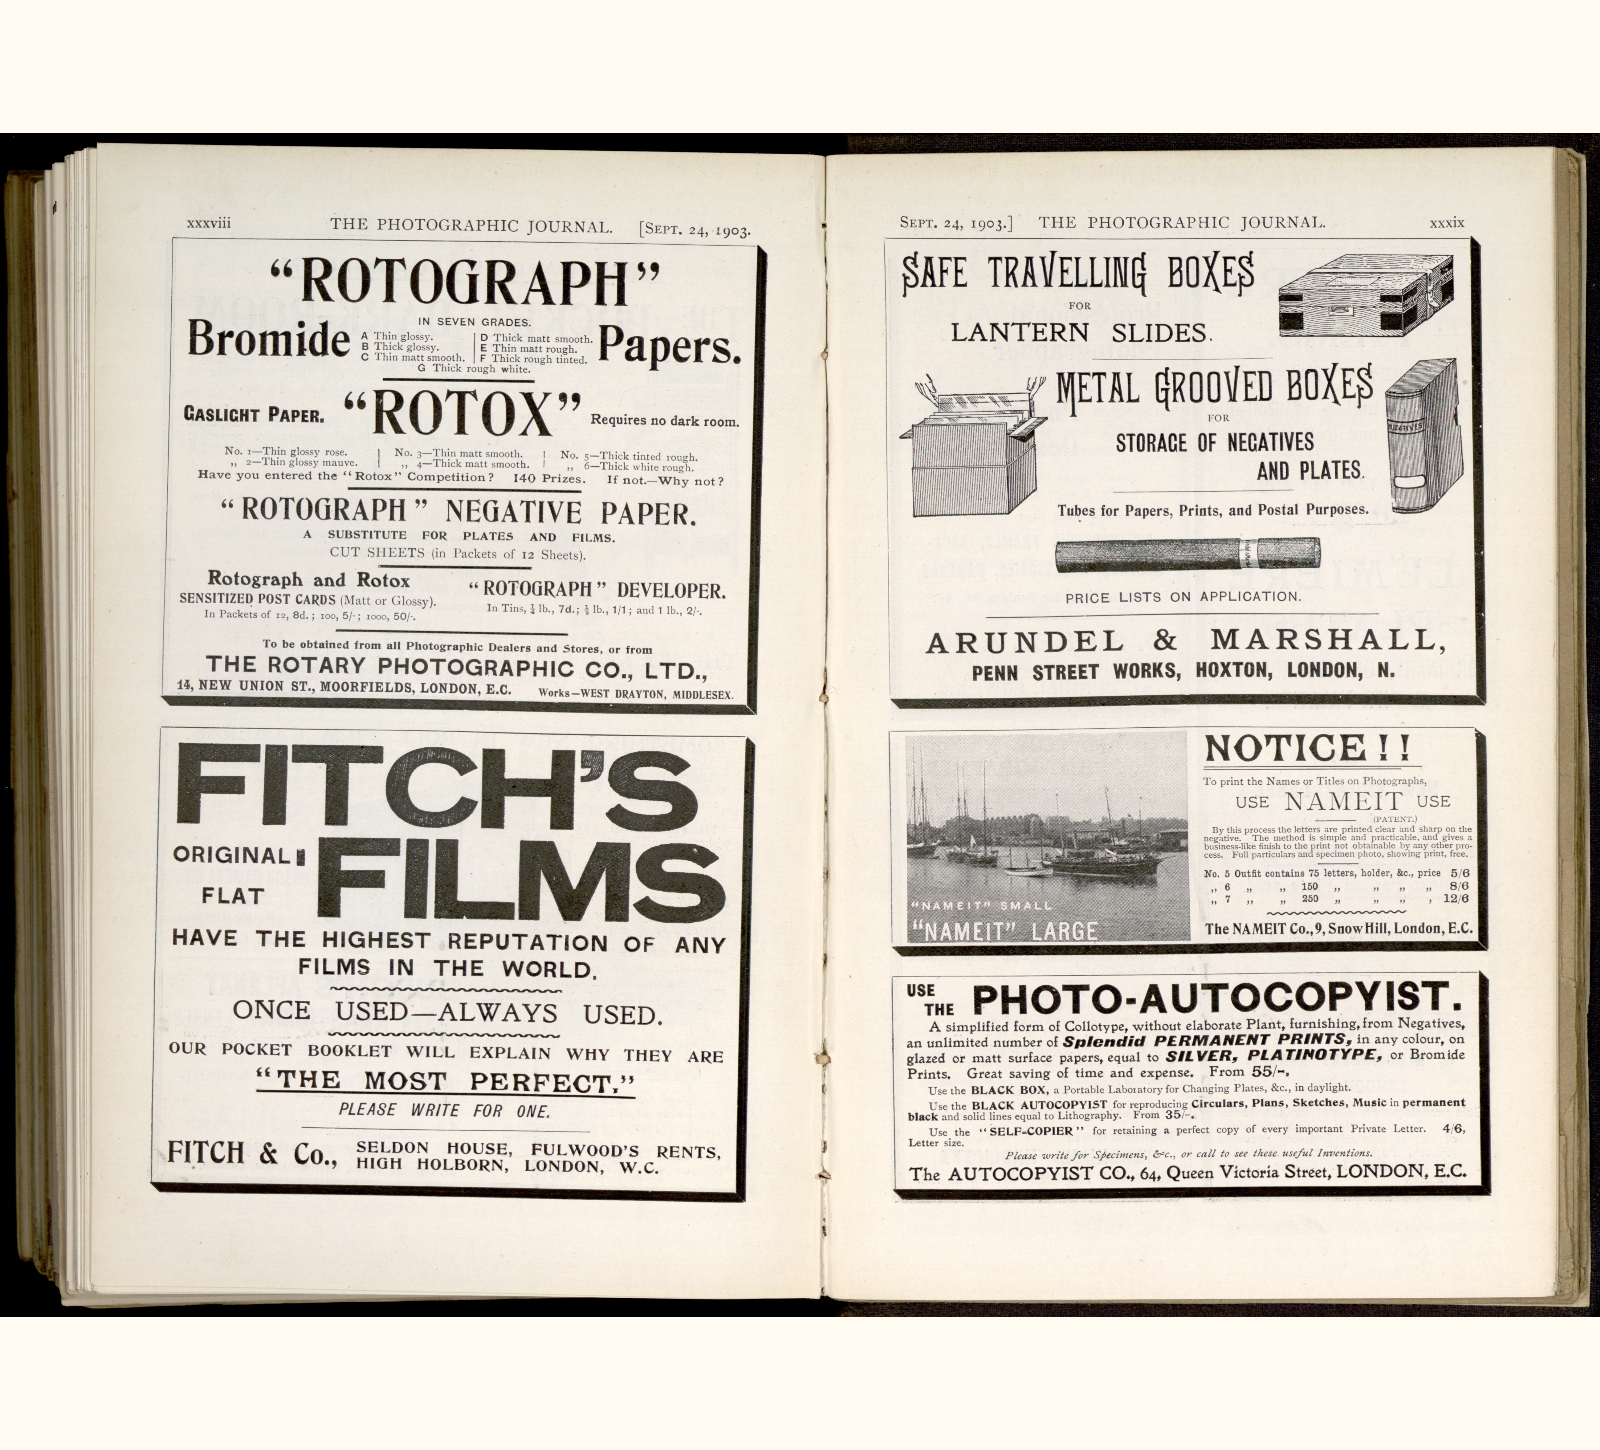 xxxviii THE PHOTOGRAPHIC JOURNAL. [SEPT. 24, 1903.
"ROTOGRAPH"
IN SEVEN GRADES.
Bromide Papers.
A Thin glossy.
B Thick glossy.
C Thin matt smooth.
D Thick matt smooth.
E Thin matt rough.
F Thick rough tinted.
G Thick rough white.
GASLIGHT PAPER. "ROTOX" Requires no dark room.
No. 1—Thin glossy rose. No. 3—Thin matt smooth. No. 5—Thick tinted rough.
„ 2—Thin glossy mauve. „ 4—Thick matt smooth. „ 6—Thick white rough.
Have you entered the "Rotox" Competition? 140 Prizes. If not.—Why not?
"ROTOGRAPH" NEGATIVE PAPER.
A SUBSTITUTE FOR PLATES AND FILMS.
CUT SHEETS (in Packets of 12 Sheets).
Rotograph and Rotox
SENSITIZED POST CARDS (Matt or Glossy).
In Packets of 12, 8d.; 100, 5/-; 1000, 50/-.
"ROTOGRAPH" DEVELOPER.
In Tins, ¼ lb., 7d.; ½ lb., 1/1; and 1 lb., 2/-.
To be obtained from all Photographic Dealers and Stores, or from
THE ROTARY PHOTOGRAPHIC CO., LTD.,
14, NEW UNION ST., MOORFIELDS, LONDON, E.C. Works—WEST DRAYTON, MIDDLESEX.
FITCH'S
ORIGINAL
FLAT
FILMS
HAVE THE HIGHEST REPUTATION OF ANY
FILMS IN THE WORLD.
ONCE USED—ALWAYS USED.
OUR POCKET BOOKLET WILL EXPLAIN WHY THEY ARE
"THE MOST PERFECT."
PLEASE WRITE FOR ONE.
FITCH & Co., SELDON HOUSE, FULWOOD'S RENTS,
HIGH HOLBORN, LONDON, W.C.
SEPT. 24, 1903.] THE PHOTOGRAPHIC JOURNAL. xxxix
SAFE TRAVELLING BOXES
FOR
LANTERN SLIDES.
METAL GROOVED BOXES
FOR
STORAGE OF NEGATIVES
AND PLATES.
NEGATIVES
Tubes for Papers, Prints, and Postal Purposes.
PRICE LISTS ON APPLICATION.
ARUNDEL & MARSHALL,
PENN STREET WORKS, HOXTON, LONDON, N.
"NAMEIT" SMALL
"NAMEIT" LARGE
NOTICE!!
To print the Names or Titles on Photographs,
USE NAMEIT USE
(PATENT.)
By this process the letters are printed clear and sharp on the
negative. The method is simple and practicable, and gives a
business-like finish to the print not obtainable by any other pro-
cess. Full particulars and specimen photo, showing print, free.
No. 5 Outfit contains 75 letters, holder, &c., price 5/6
„ 6 „ „ 150 „ „ „ „ 8/6
„ 7 „ „ 250 „ „ „ , 12/6
The NAMEIT Co., 9, Snow Hill, London, E.C.
USE
THE
PHOTO-AUTOCOPYIST.
A simplified form of Collotype, without elaborate Plant, furnishing, from Negatives,
an unlimited number of Splendid PERMANENT PRINTS, in any colour, on
glazed or matt surface papers, equal to SILVER, PLATINOTYPE, or Bromide
Prints. Great saving of time and expense. From 55/-.
Use the BLACK BOX, a Portable Laboratory for Changing Plates, &c., in daylight.
Use the BLACK AUTOCOPYIST for reproducing Circulars, Plans, Sketches, Music in permanent
black and solid lines equal to Lithography. From 35/-.
Use the "SELF-COPIER" for retaining a perfect copy of every important Private Letter. 4/6,
Letter size.
Please write for Specimens, &c., or call to see these useful Inventions.
The AUTOCOPYIST CO., 64, Queen Victoria Street, LONDON, E.C.